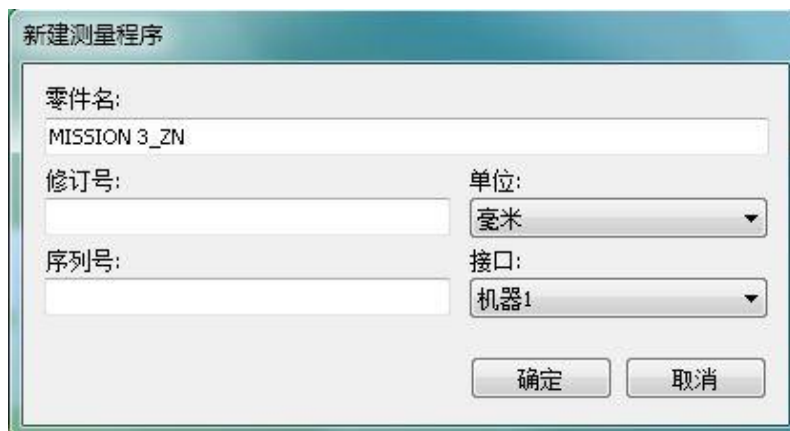 新建测量程序
零件名:
MISSION 3_ZN
修订号:
单位:
毫米
序列号:
接口:
机器1
确定
取消